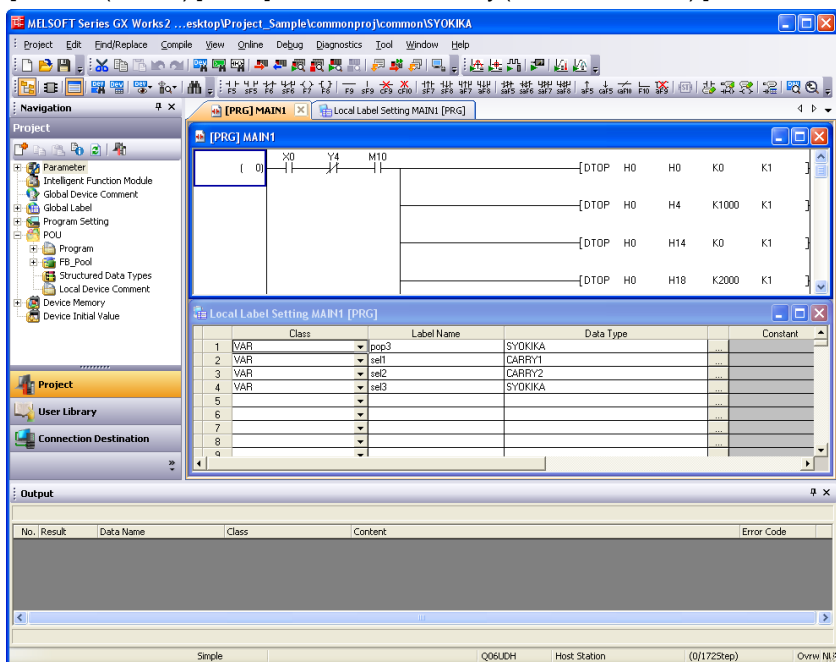 MELSOFT Series GX Works2 ...esktop\Project_Sample\commonproj\common\SYOKIKA
Project Edit Find/Replace Compile View Online Debug Diagnostics Tool Window Help
Navigation
[PRG] MAIN1 Local Label Setting MAIN1 [PRG]
Project
[PRG] MAIN1
Parameter
Intelligent Function Module
Global Device Comment
Global Label
Program Setting
POU
Program
FB_Pool
Structured Data Types
Local Device Comment
Device Memory
Device Initial Value
X0 Y4 M10
( 0) [DTOP H0 H0 K0 K1 ]
[DTOP H0 H4 K1000 K1 ]
[DTOP H0 H14 K0 K1 ]
[DTOP H0 H18 K2000 K1 ]
Local Label Setting MAIN1 [PRG]
Class Label Name Data Type Constant
1 VAR pop3 SYOKIKA ...
2 VAR sel1 CARRY1 ...
3 VAR sel2 CARRY2 ...
4 VAR sel3 SYOKIKA ...
5 ...
6 ...
7 ...
8 ...
9
Project
User Library
Connection Destination
Output
No. Result Data Name Class Content Error Code
Simple Q06UDH Host Station (0/172Step) Ovrw